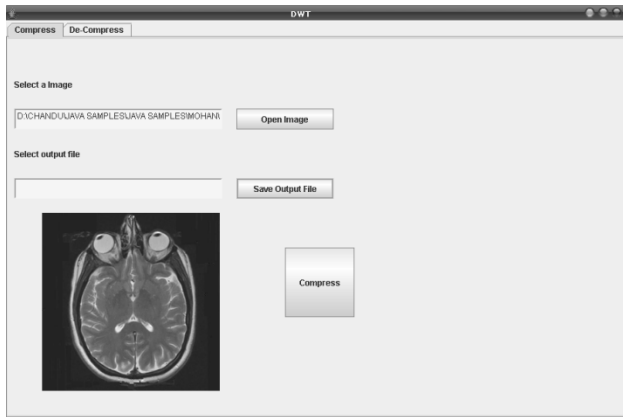 DWT
Compress De-Compress
Select a Image
D:\CHANDU\JAVA SAMPLES\JAVA SAMPLES\MOHAN\
Open Image
Select output file
Save Output File
Compress